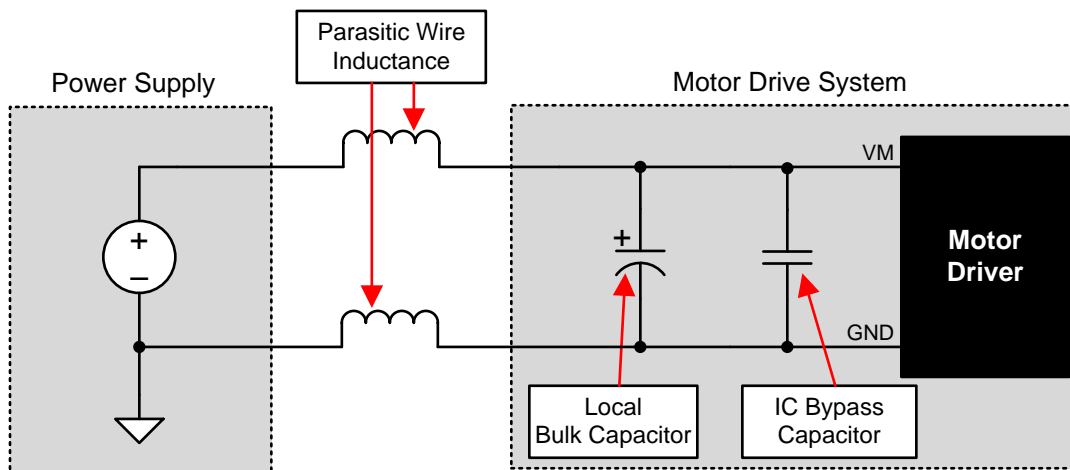 Parasitic Wire
Inductance
Power Supply
Motor Drive System
VM
+
–
+
Motor
Driver
GND
Local
Bulk Capacitor
IC Bypass
Capacitor